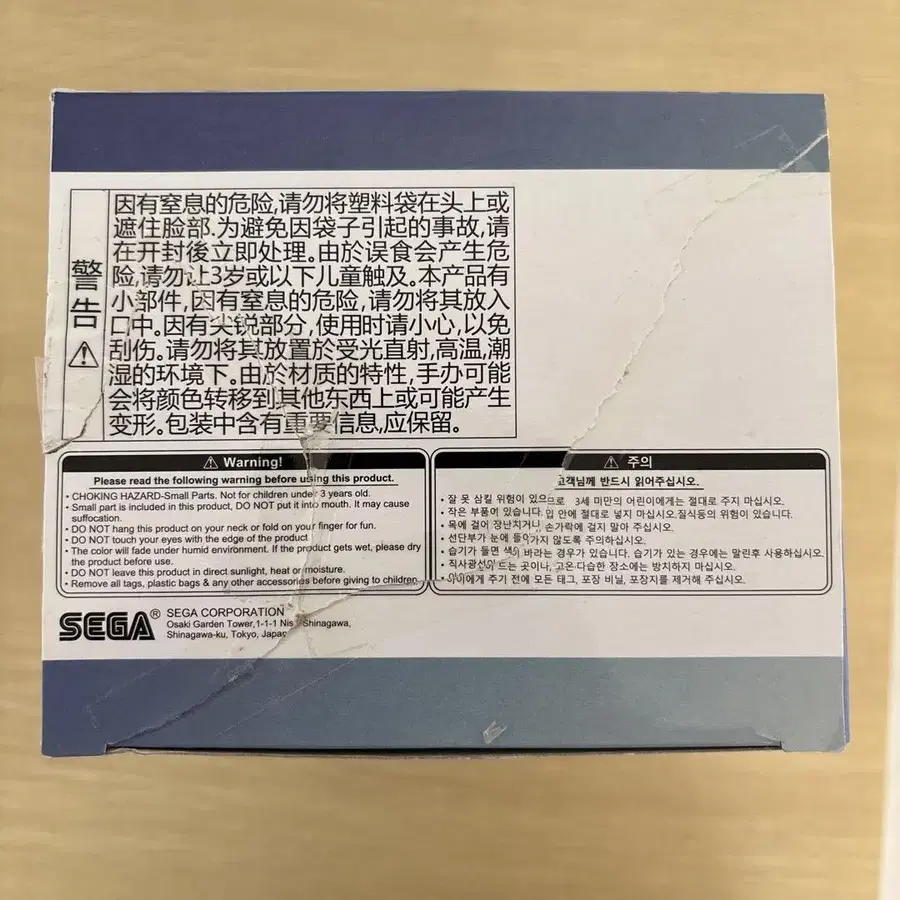 警告
因有窒息的危险,请勿将塑料袋在头上或
遮住脸部.为避免因袋子引起的事故,请
在开封後立即处理。由於误食会产生危
险,请勿让3岁或以下儿童触及。本产品有
小部件,因有窒息的危险,请勿将其放入
口中。因有尖锐部分,使用时请小心,以免
刮伤。请勿将其放置於受光直射,高温,潮
湿的环境下。由於材质的特性,手办可能
会将颜色转移到其他东西上或可能产生
变形。包装中含有重要信息,应保留。
Warning!
Please read the following warning before using this product.
• CHOKING HAZARD-Small Parts. Not for children under 3 years old.
• Small part is included in this product, DO NOT put it into mouth. It may cause
suffocation.
• DO NOT hang this product on your neck or fold on your finger for fun.
• DO NOT touch your eyes with the edge of the product
• The color will fade under humid environment. If the product gets wet, please dry
the product before use.
• DO NOT leave this product in direct sunlight, heat or moisture.
• Remove all tags, plastic bags & any other accessories before giving to children
주의
고객님께 반드시 읽어주십시요.
• 잘 못 삼킬 위험이 있으므로 3세 미만의 어린이에게는 절대로 주지 마십시요.
• 작은 부품이 있습니다. 입 안에 절대로 넣지 마십시요.질식등의 위험이 있습니다.
• 목에 걸어 장난치거나, 손가락에 걸지 말아 주십시요.
• 선단부가 눈에 들어가지 않도록 주의하십시요.
• 습기가 들면 색이 바라는 경우가 있습니다. 습기가 있는 경우에는 말린후 사용하십시요.
• 직사광선이 드는 곳이나, 고온·다습한 장소에는 방치하지 마십시요.
주기 전에 모든 태그, 포장 비닐, 포장지를 제거해 주십시요.
SEGA®
SEGA CORPORATION
Osaki Garden Tower,1-1-1 Nis Shinagawa,
Shinagawa-ku, Tokyo, Japan